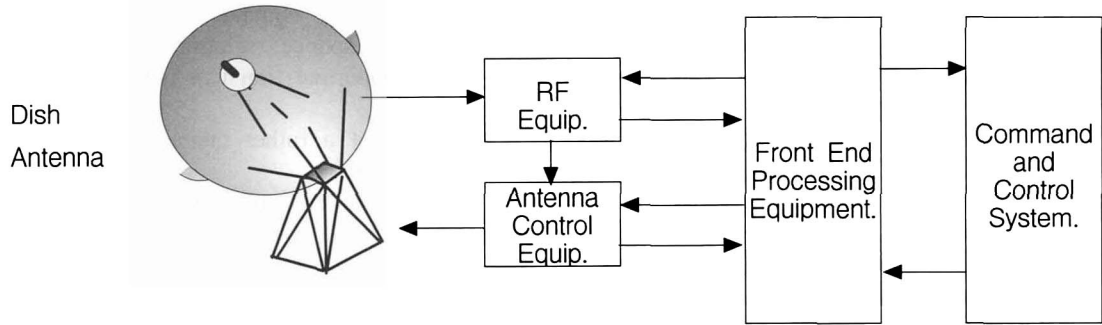 Dish
Antenna
RF
Equip.
Antenna
Control
Equip.
Front End
Processing
Equipment.
Command
and
Control
System.